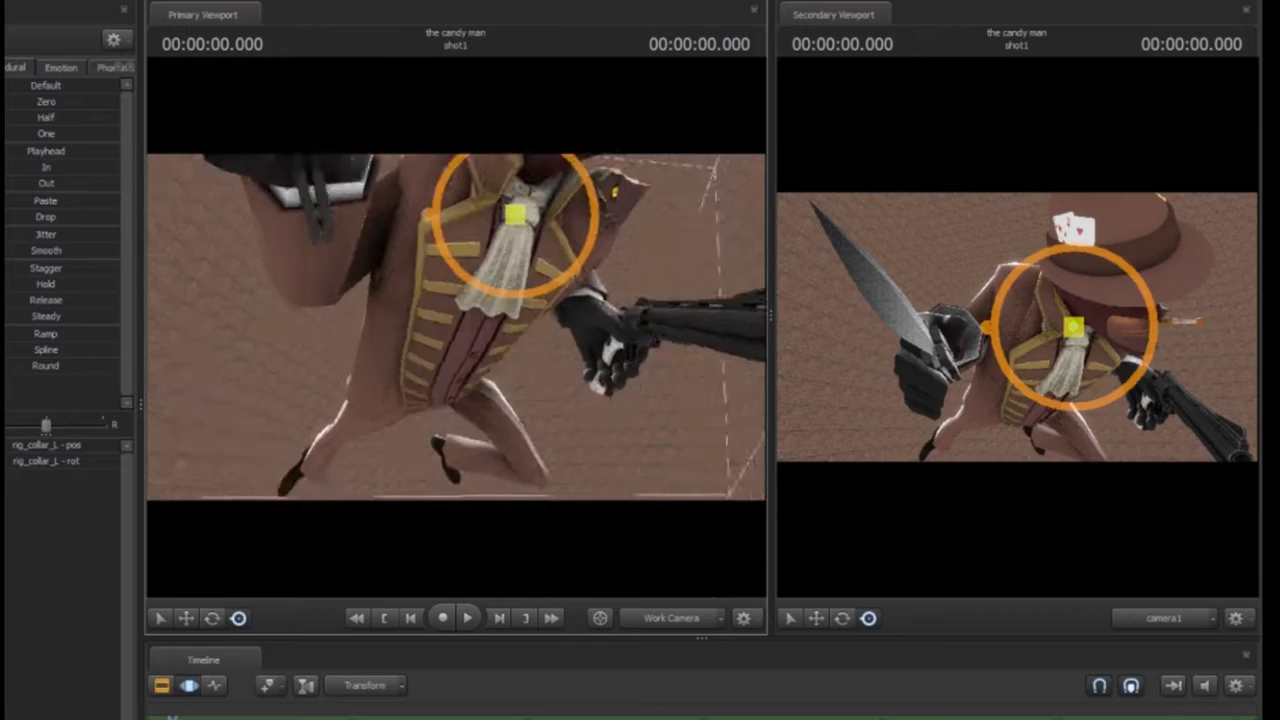 Primary Viewport
Secondary Viewport
00:00:00.000
the candy man
shot1
00:00:00.000
00:00:00.000
the candy man
shot1
00:00:00.000
dural
Emotion
Default
Zero
Half
One
Playhead
In
Out
Paste
Drop
Jitter
Smooth
Stagger
Hold
Release
Steady
Ramp
Spline
Round
R
rig_collar_L - pos
rig_collar_L - rot
Work Camera
camera1
Timeline
Transform